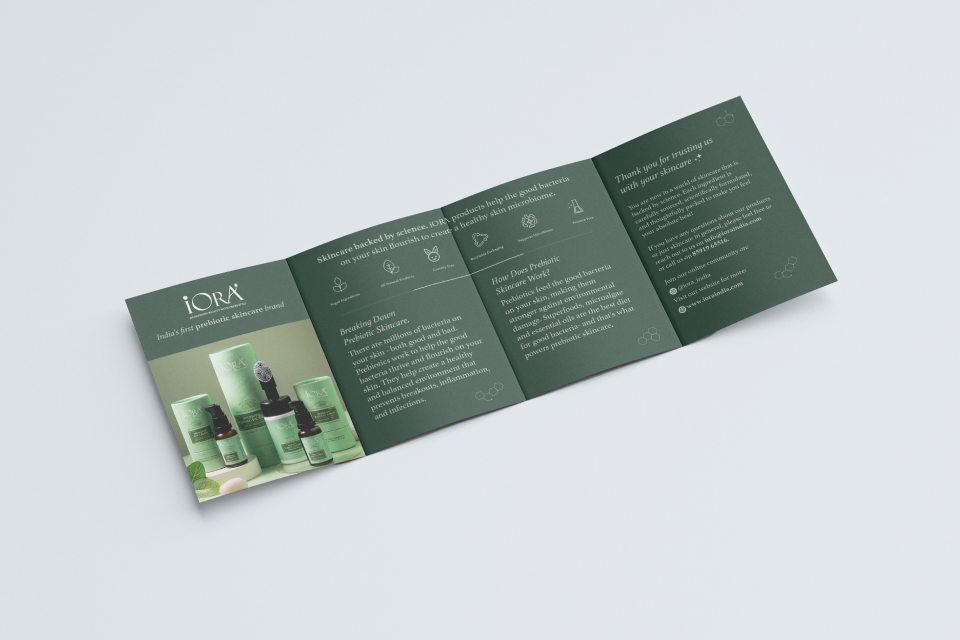 iORA
India's first prebiotic skincare brand
iORA
Skincare backed by science. iORA products help the good bacteria
on your skin flourish to create a healthy skin microbiome.
Vegan Ingredients
Cruelty Free
Breaking Down
Prebiotic Skincare.
There are millions of bacteria on
your skin - both good and bad.
Prebiotics work to help the good
bacteria thrive and flourish on your
skin. They help create a healthy
and balanced environment that
prevents breakouts, inflammation,
and infections.
How Does Prebiotic
Skincare Work?
Prebiotics feed the good bacteria
on your skin, making them
stronger against environmental
damage. Superfoods, microalgae
and essential oils are the best diet
for good bacteria- and that's what
powers prebiotic skincare.
Thank you for trusting us
with your skincare
You are now in a world of skincare that is
backed by science. Each ingredient is
carefully sourced, scientifically formulated,
and thoughtfully packed to make you feel
your absolute best!
If you have any questions about our products
or just skincare in general, please feel free to
reach out to us on info@ioraindia.com
or call us on 85919 65516.
Join our online community on:
@iora_india
Visit our website for more:
www.ioraindia.com